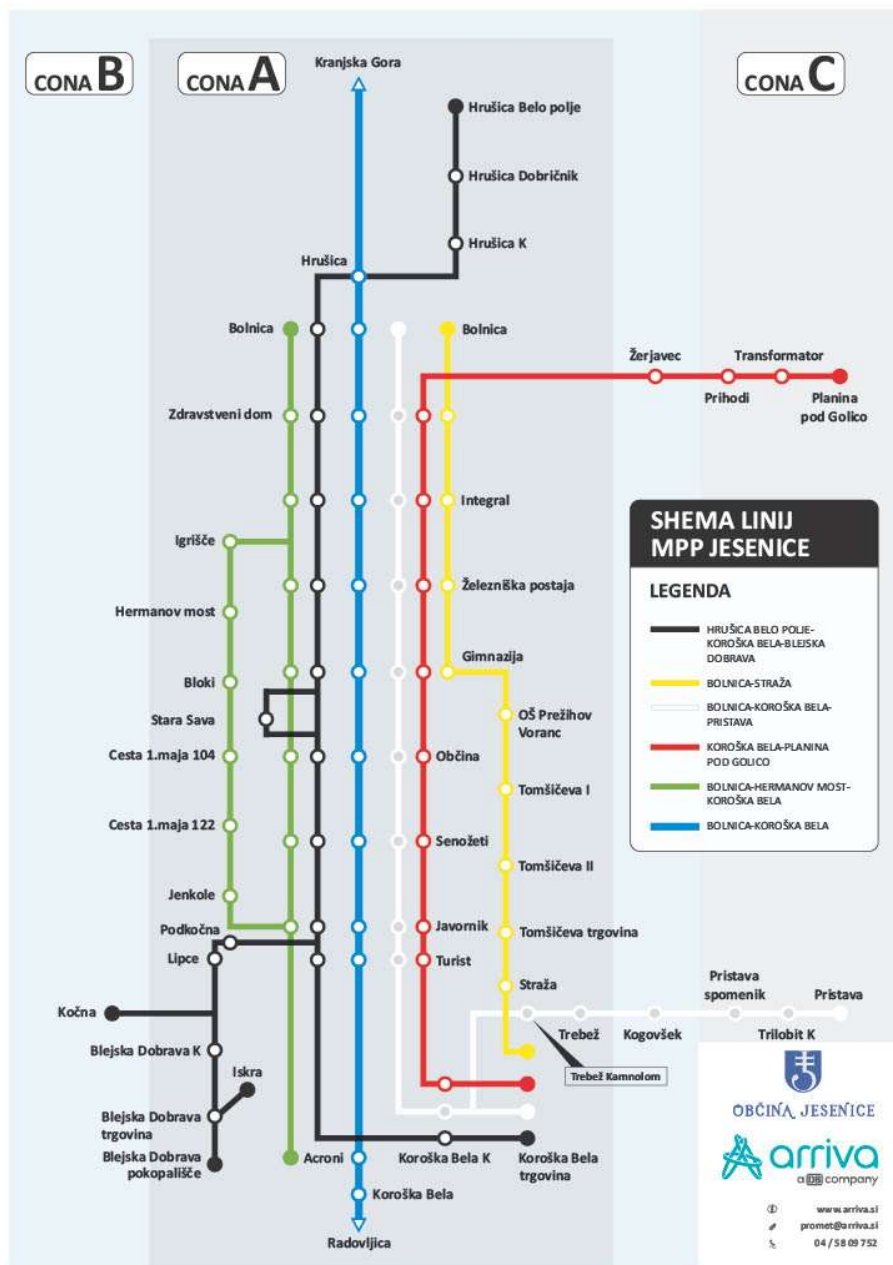 CONA B
CONA A
CONA C
Kranjska Gora
Hrušica Belo polje
Hrušica Dobričnik
Hrušica K
Hrušica
Bolnica
Bolnica
Žerjavec
Transformator
Prihodi
Planina
pod Golico
Zdravstveni dom
Integral
Igrišče
Železniška postaja
Hermanov most
Gimnazija
Bloki
Stara Sava
OŠ Prežihov
Voranc
Cesta 1.maja 104
Občina
Tomšičeva I
Cesta 1.maja 122
Senožeti
Tomšičeva II
Jenkole
Podkočna
Javornik
Tomšičeva trgovina
Lipce
Turist
Straža
Pristava
spomenik
Pristava
Kočna
Trebež
Kogovšek
Trilobit K
Blejska Dobrava K
Iskra
Trebež Kamnolom
Blejska Dobrava
trgovina
Blejska Dobrava
pokopališče
Acroni
Koroška Bela K
Koroška Bela
trgovina
Koroška Bela
Radovljica
SHEMA LINIJ
MPP JESENICE
LEGENDA
HRUŠICA BELO POLJE-
KOROŠKA BELA-BLEJSKA
DOBRAVA
BOLNICA-STRAŽA
BOLNICA-KOROŠKA BELA-
PRISTAVA
KOROŠKA BELA-PLANINA
POD GOLICO
BOLNICA-HERMANOV MOST-
KOROŠKA BELA
BOLNICA-KOROŠKA BELA
OBČINA JESENICE
arriva
a DB company
www.arriva.si
promet@arriva.si
04 / 58 09 752